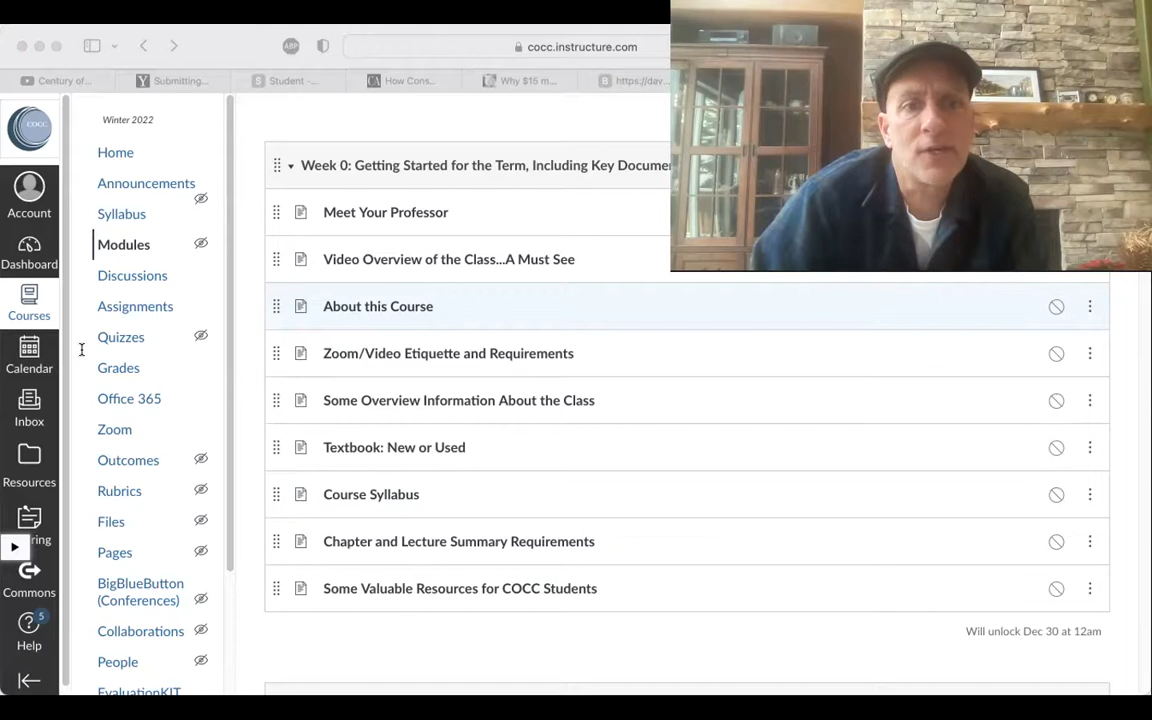 cocc.instructure.com
Century of...
Submitting...
Student -...
How Cons...
Why $15 m...
https://dav
COCC
Account
Dashboard
Courses
Calendar
Inbox
Resources
ring
Commons
5
Help
Winter 2022
Home
Announcements
Syllabus
Modules
Discussions
Assignments
Quizzes
Grades
Office 365
Zoom
Outcomes
Rubrics
Files
Pages
BigBlueButton
(Conferences)
Collaborations
People
EvaluationKIT
Week 0: Getting Started for the Term, Including Key Docume
Meet Your Professor
Video Overview of the Class...A Must See
About this Course
Zoom/Video Etiquette and Requirements
Some Overview Information About the Class
Textbook: New or Used
Course Syllabus
Chapter and Lecture Summary Requirements
Some Valuable Resources for COCC Students
Will unlock Dec 30 at 12am